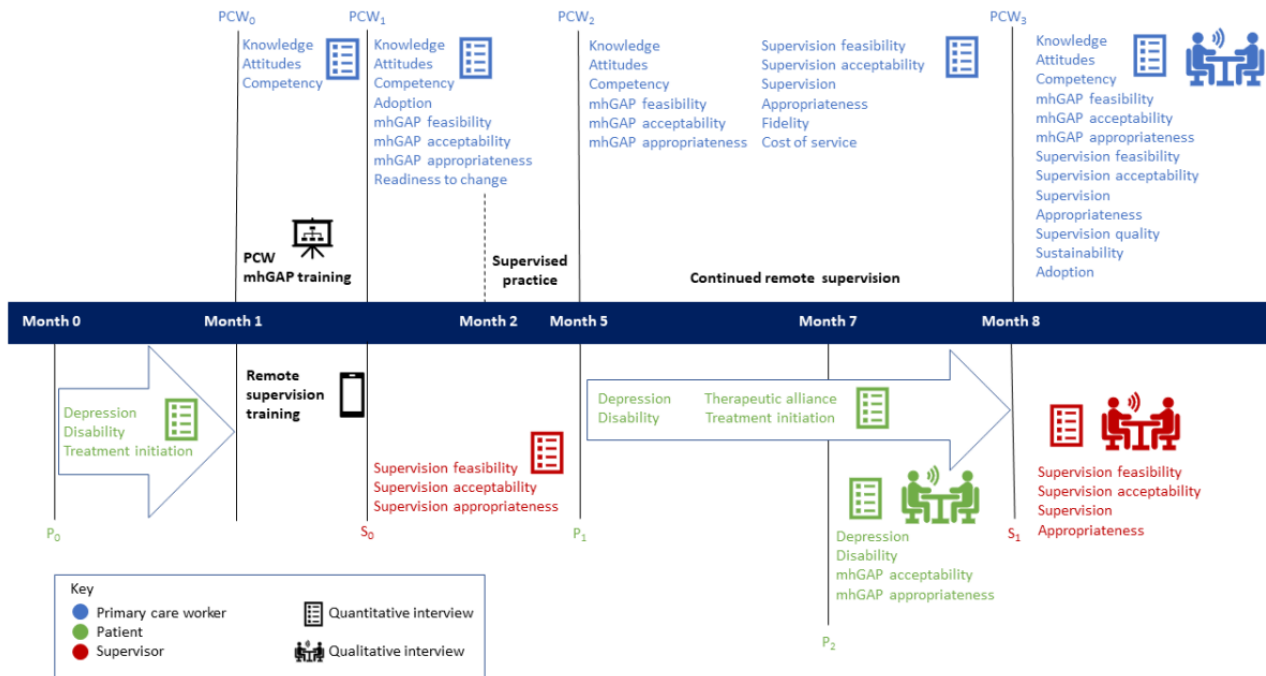 PCW0
PCW1
PCW2
PCW3
Knowledge
Attitudes
Competency
Knowledge
Attitudes
Competency
Adoption
mhGAP feasibility
mhGAP acceptability
mhGAP appropriateness
Readiness to change
Knowledge
Attitudes
Competency
mhGAP feasibility
mhGAP acceptability
mhGAP appropriateness
Supervision feasibility
Supervision acceptability
Supervision
Appropriateness
Fidelity
Cost of service
Knowledge
Attitudes
Competency
mhGAP feasibility
mhGAP acceptability
mhGAP appropriateness
Supervision feasibility
Supervision acceptability
Supervision
Appropriateness
Supervision quality
Sustainability
Adoption
PCW
mhGAP training
Supervised
practice
Continued remote supervision
Month 0
Month 1
Month 2
Month 5
Month 7
Month 8
Depression
Disability
Treatment initiation
Remote
supervision
training
Supervision feasibility
Supervision acceptability
Supervision appropriateness
Depression
Disability
Therapeutic alliance
Treatment initiation
Depression
Disability
mhGAP acceptability
mhGAP appropriateness
Supervision feasibility
Supervision acceptability
Supervision
Appropriateness
P0
S0
P1
S1
P2
Key
Primary care worker
Patient
Supervisor
Quantitative interview
Qualitative interview